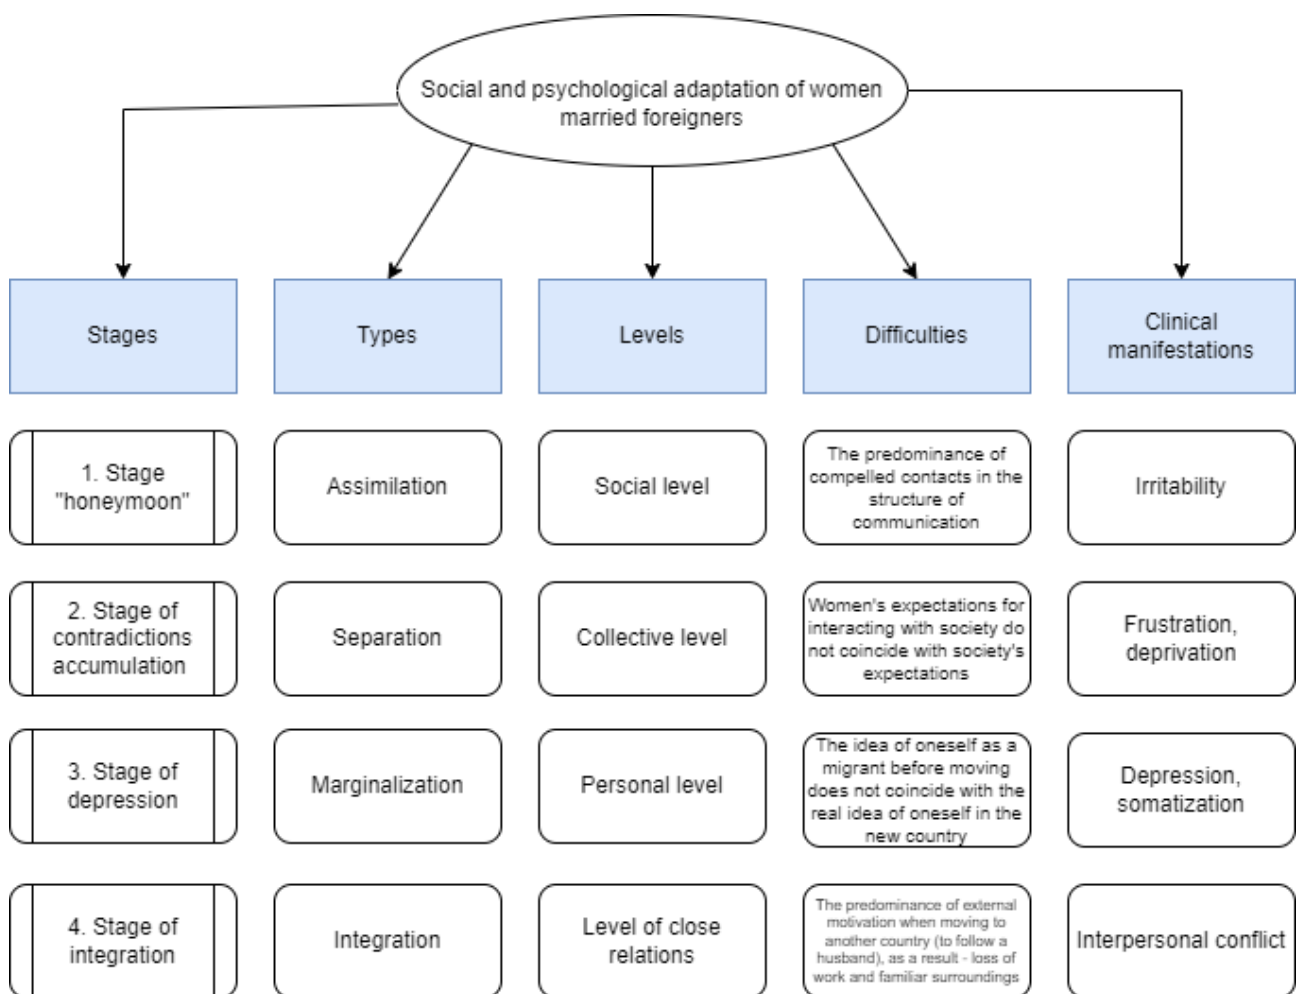 Social and psychological adaptation of women
married foreigners
Stages
Types
Levels
Difficulties
Clinical
manifestations
1. Stage
"honeymoon"
Assimilation
Social level
The predominance of
compelled contacts in the
structure of
communication
Irritability
2. Stage of
contradictions
accumulation
Separation
Collective level
Women's expectations for
interacting with society do
not coincide with society's
expectations
Frustration,
deprivation
3. Stage of
depression
Marginalization
Personal level
The idea of oneself as a
migrant before moving
does not coincide with the
real idea of oneself in the
new country
Depression,
somatization
4. Stage of
integration
Integration
Level of close
relations
The predominance of external
motivation when moving to
another country (to follow a
husband), as a result - loss of
work and familiar surroundings
Interpersonal conflict